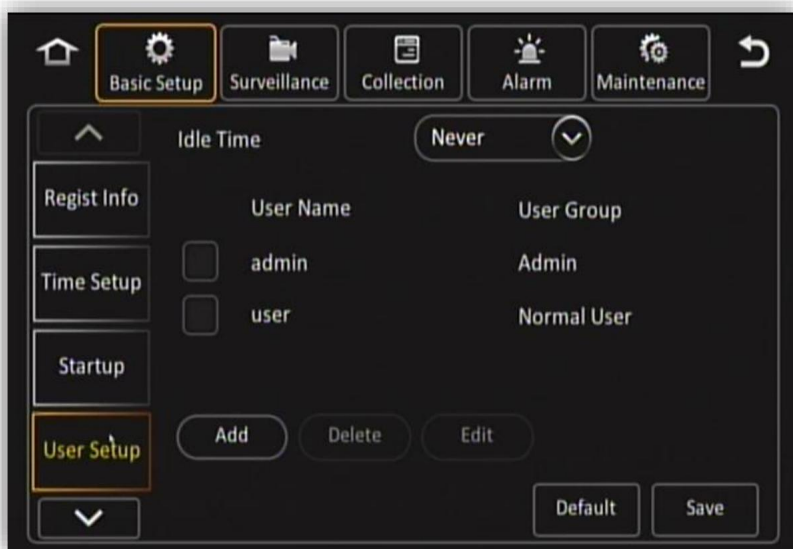 Basic Setup
Surveillance
Collection
Alarm
Maintenance
Idle Time
Never
Regist Info
Time Setup
Startup
User Setup
User Name
User Group
admin
Admin
user
Normal User
Add
Delete
Edit
Default
Save